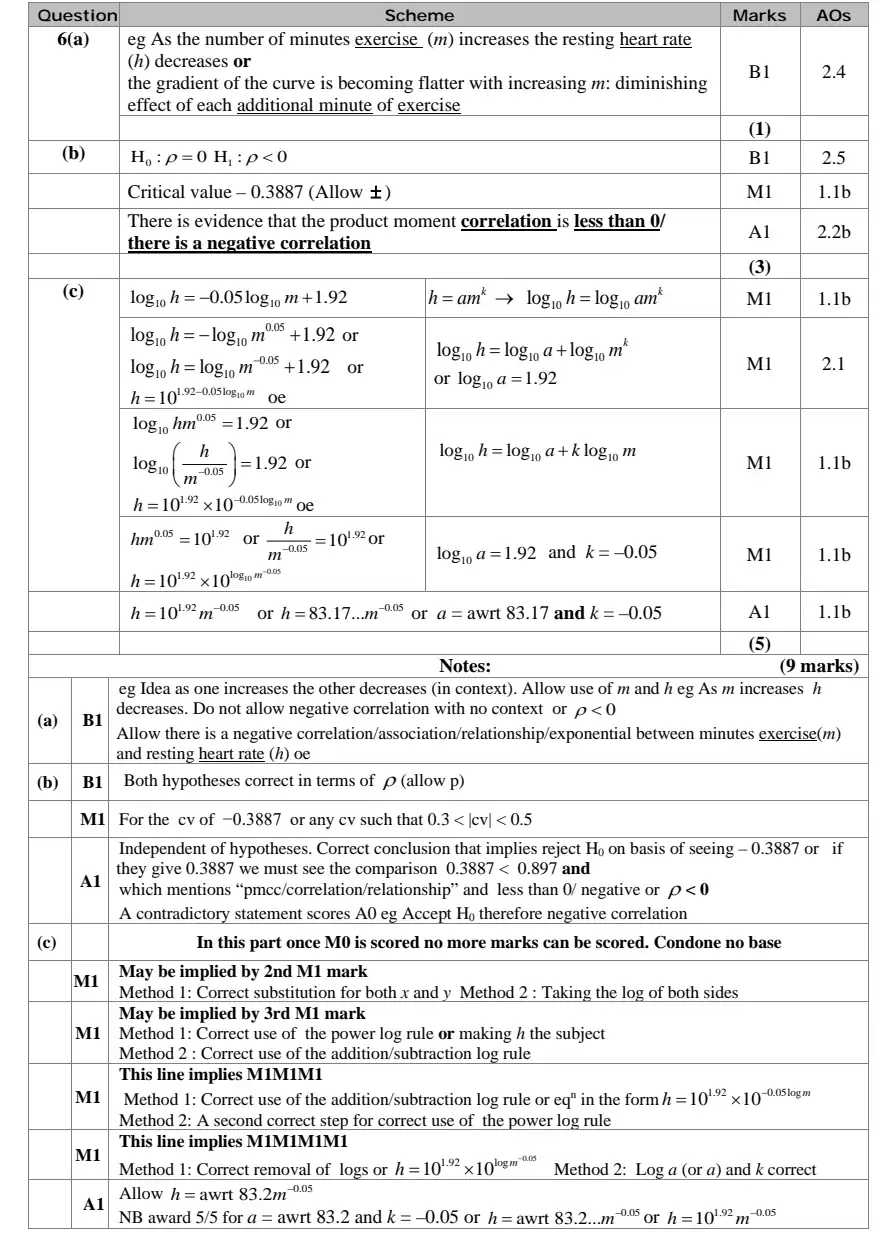 Question Scheme Marks AOs
6(a) eg As the number of minutes exercise (m) increases the resting heart rate
(h) decreases or
the gradient of the curve is becoming flatter with increasing m: diminishing
effect of each additional minute of exercise
B1 2.4
(1)
(b) H₀ : ρ = 0 H₁ : ρ < 0 B1 2.5
Critical value – 0.3887 (Allow ±) M1 1.1b
There is evidence that the product moment correlation is less than 0/
there is a negative correlation
A1 2.2b
(3)
(c) log₁₀ h = −0.05log₁₀ m + 1.92 h = amᵏ → log₁₀ h = log₁₀ amᵏ M1 1.1b
log₁₀ h = −log₁₀ m^0.05 + 1.92 or
log₁₀ h = log₁₀ m^−0.05 + 1.92 or
h = 10^(1.92−0.05log₁₀ m) oe
log₁₀ h = log₁₀ a + log₁₀ mᵏ
or log₁₀ a = 1.92
M1 2.1
log₁₀ hm^0.05 = 1.92 or
log₁₀ (h/m^−0.05) = 1.92 or
h = 10^1.92 × 10^(−0.05log₁₀ m) oe
log₁₀ h = log₁₀ a + k log₁₀ m
M1 1.1b
hm^0.05 = 10^1.92 or h/m^−0.05 = 10^1.92 or
h = 10^1.92 × 10^(log₁₀ m^−0.05)
log₁₀ a = 1.92 and k = –0.05
M1 1.1b
h = 10^1.92 m^−0.05 or h = 83.17...m^−0.05 or a = awrt 83.17 and k = –0.05 A1 1.1b
(5)
Notes: (9 marks)
(a) B1 eg Idea as one increases the other decreases (in context). Allow use of m and h eg As m increases h
decreases. Do not allow negative correlation with no context or ρ < 0
Allow there is a negative correlation/association/relationship/exponential between minutes exercise(m)
and resting heart rate (h) oe
(b) B1 Both hypotheses correct in terms of ρ (allow p)
M1 For the cv of −0.3887 or any cv such that 0.3 < |cv| < 0.5
A1 Independent of hypotheses. Correct conclusion that implies reject H₀ on basis of seeing – 0.3887 or if
they give 0.3887 we must see the comparison 0.3887 < 0.897 and
which mentions “pmcc/correlation/relationship” and less than 0/ negative or ρ < 0
A contradictory statement scores A0 eg Accept H₀ therefore negative correlation
(c) In this part once M0 is scored no more marks can be scored. Condone no base
M1 May be implied by 2nd M1 mark
Method 1: Correct substitution for both x and y Method 2 : Taking the log of both sides
M1 May be implied by 3rd M1 mark
Method 1: Correct use of the power log rule or making h the subject
Method 2 : Correct use of the addition/subtraction log rule
M1 This line implies M1M1M1
Method 1: Correct use of the addition/subtraction log rule or eqⁿ in the form h = 10^1.92 × 10^(−0.05log m)
Method 2: A second correct step for correct use of the power log rule
M1 This line implies M1M1M1M1
Method 1: Correct removal of logs or h = 10^1.92 × 10^(log m^−0.05) Method 2: Log a (or a) and k correct
A1 Allow h = awrt 83.2m^−0.05
NB award 5/5 for a = awrt 83.2 and k = –0.05 or h = awrt 83.2...m^−0.05 or h = 10^1.92 m^−0.05